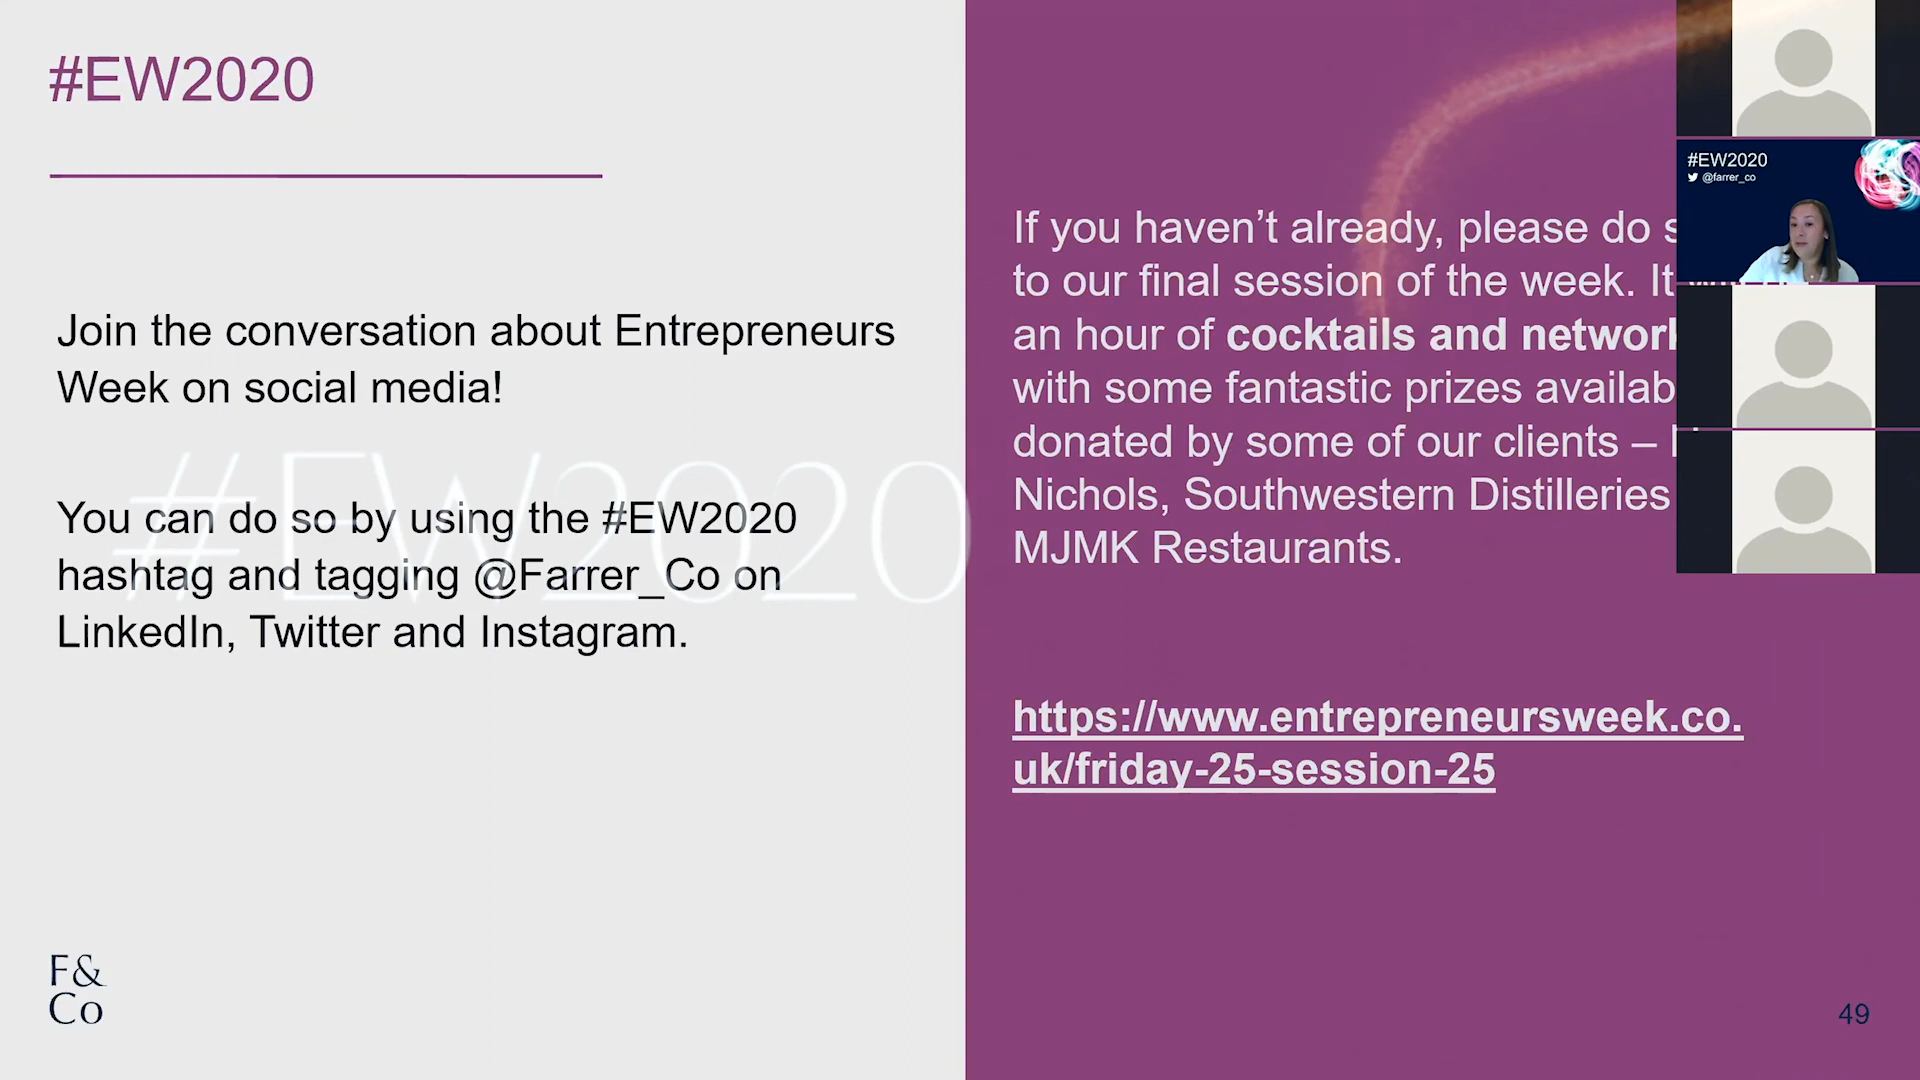 #EW2020
Join the conversation about Entrepreneurs
Week on social media!
You can do so by using the #EW2020
hashtag and tagging @Farrer_Co on
LinkedIn, Twitter and Instagram.
#EW2020
F&
Co
If you haven’t already, please do
to our final session of the week. It
an hour of cocktails and
with some fantastic prizes
donated by some of our clients –
Nichols, Southwestern Distilleries
MJMK Restaurants.
https://www.entrepreneursweek.co.
uk/friday-25-session-25
49
#EW2020
@farrer_co